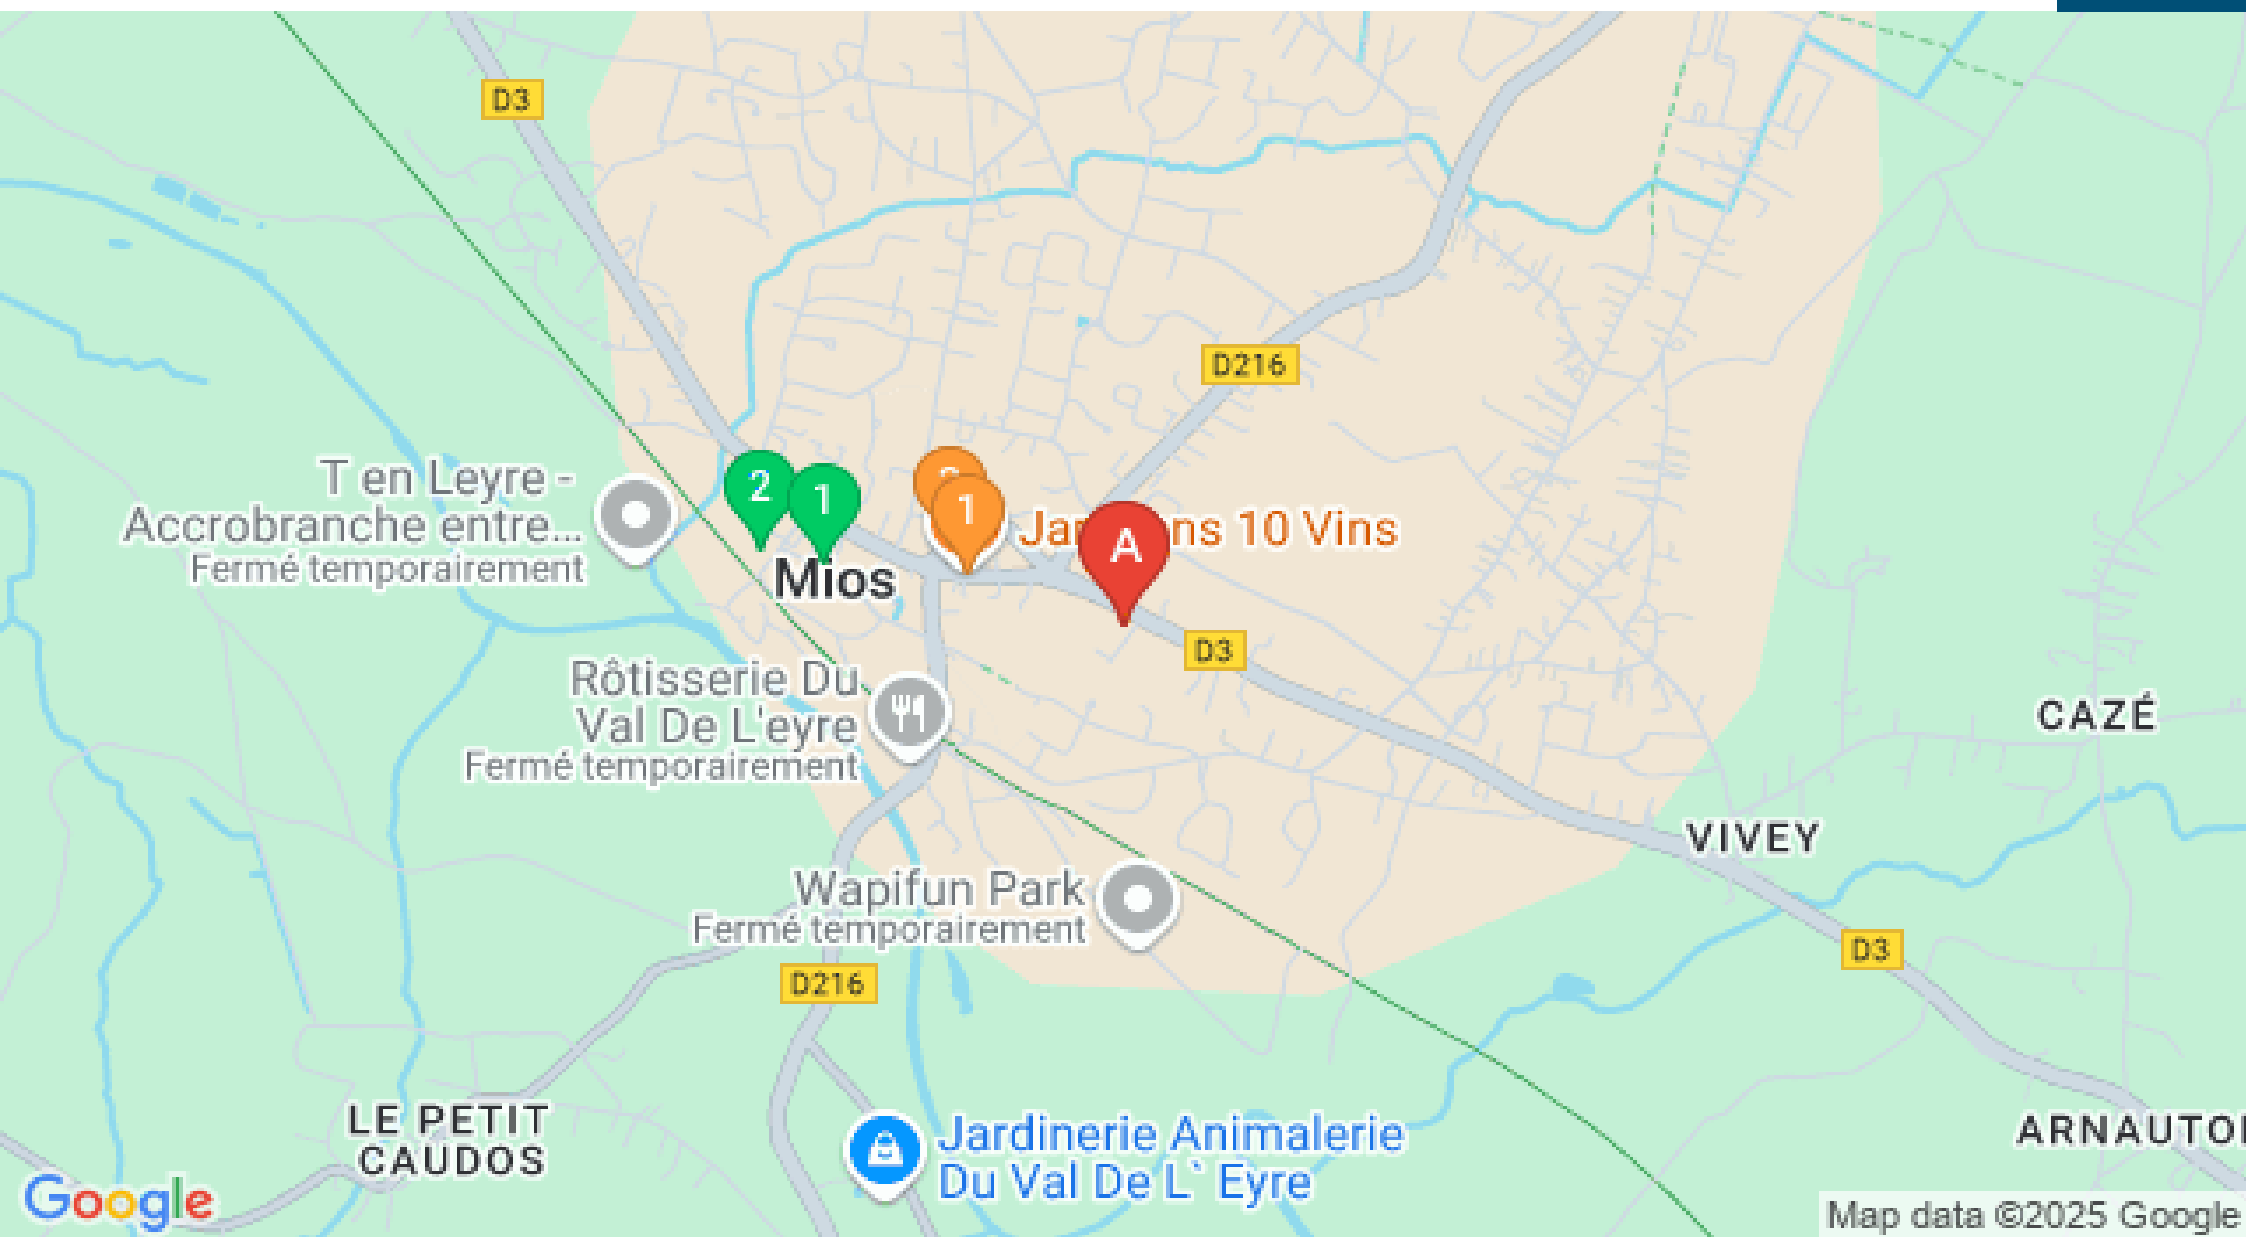 D3
D216
T en Leyre -
Accrobranche entre...
Fermé temporairement
2
1
1
A
10 Vins
Mios
D3
Rôtisserie Du
Val De L'eyre
Fermé temporairement
CAZÉ
VIVEY
Wapifun Park
Fermé temporairement
D3
D216
LE PETIT
CAUDOS
Jardinerie Animalerie
Du Val De L` Eyre
Google
Map data ©2025 Google